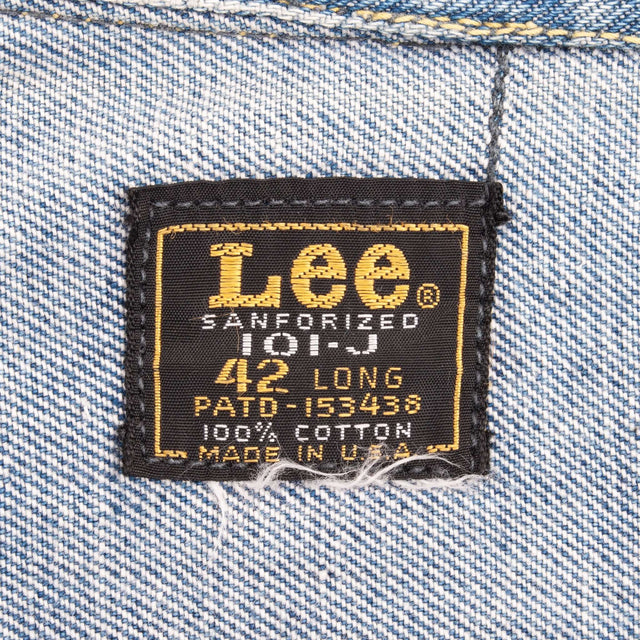 Lee®
SANFORIZED
101-J
42 LONG
PATD-153438
100% COTTON
MADE IN U.S.A.